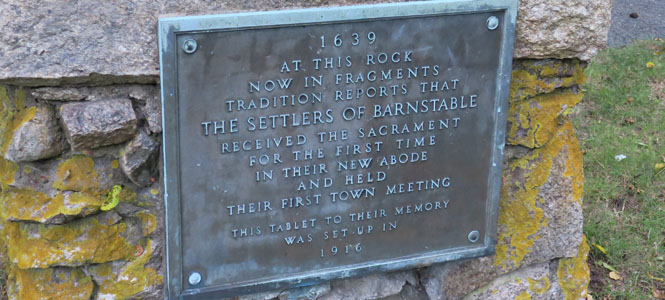 1639
AT THIS ROCK
NOW IN FRAGMENTS
TRADITION REPORTS THAT
THE SETTLERS OF BARNSTABLE
RECEIVED THE SACRAMENT
FOR THE FIRST TIME
IN THEIR NEW ABODE
AND HELD
THEIR FIRST TOWN MEETING
THIS TABLET TO THEIR MEMORY
WAS SET UP IN
1916